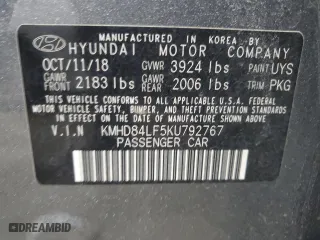 MANUFACTURED IN KOREA BY
HYUNDAI MOTOR COMPANY
OCT/11/18 GVWR 3924 lbs PAINT UYS
GAWR FRONT 2183 lbs GAWR REAR 2006 lbs TRIM PKG
THIS VEHICLE CONFORMS TO ALL APPLICABLE FEDERAL
MOTOR VEHICLE SAFETY, BUMPER, AND THEFT PREVENTION
STANDARDS IN EFFECT ON THE DATE OF MANUFACTURE
SHOWN ABOVE.
V.I.N KMHD84LF5KU792767
PASSENGER CAR